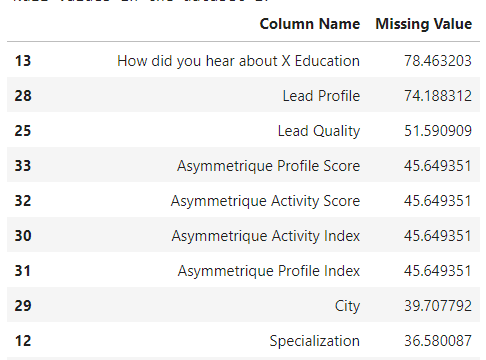 Column Name Missing Value
13 How did you hear about X Education 78.463203
28 Lead Profile 74.188312
25 Lead Quality 51.590909
33 Asymmetrique Profile Score 45.649351
32 Asymmetrique Activity Score 45.649351
30 Asymmetrique Activity Index 45.649351
31 Asymmetrique Profile Index 45.649351
29 City 39.707792
12 Specialization 36.580087